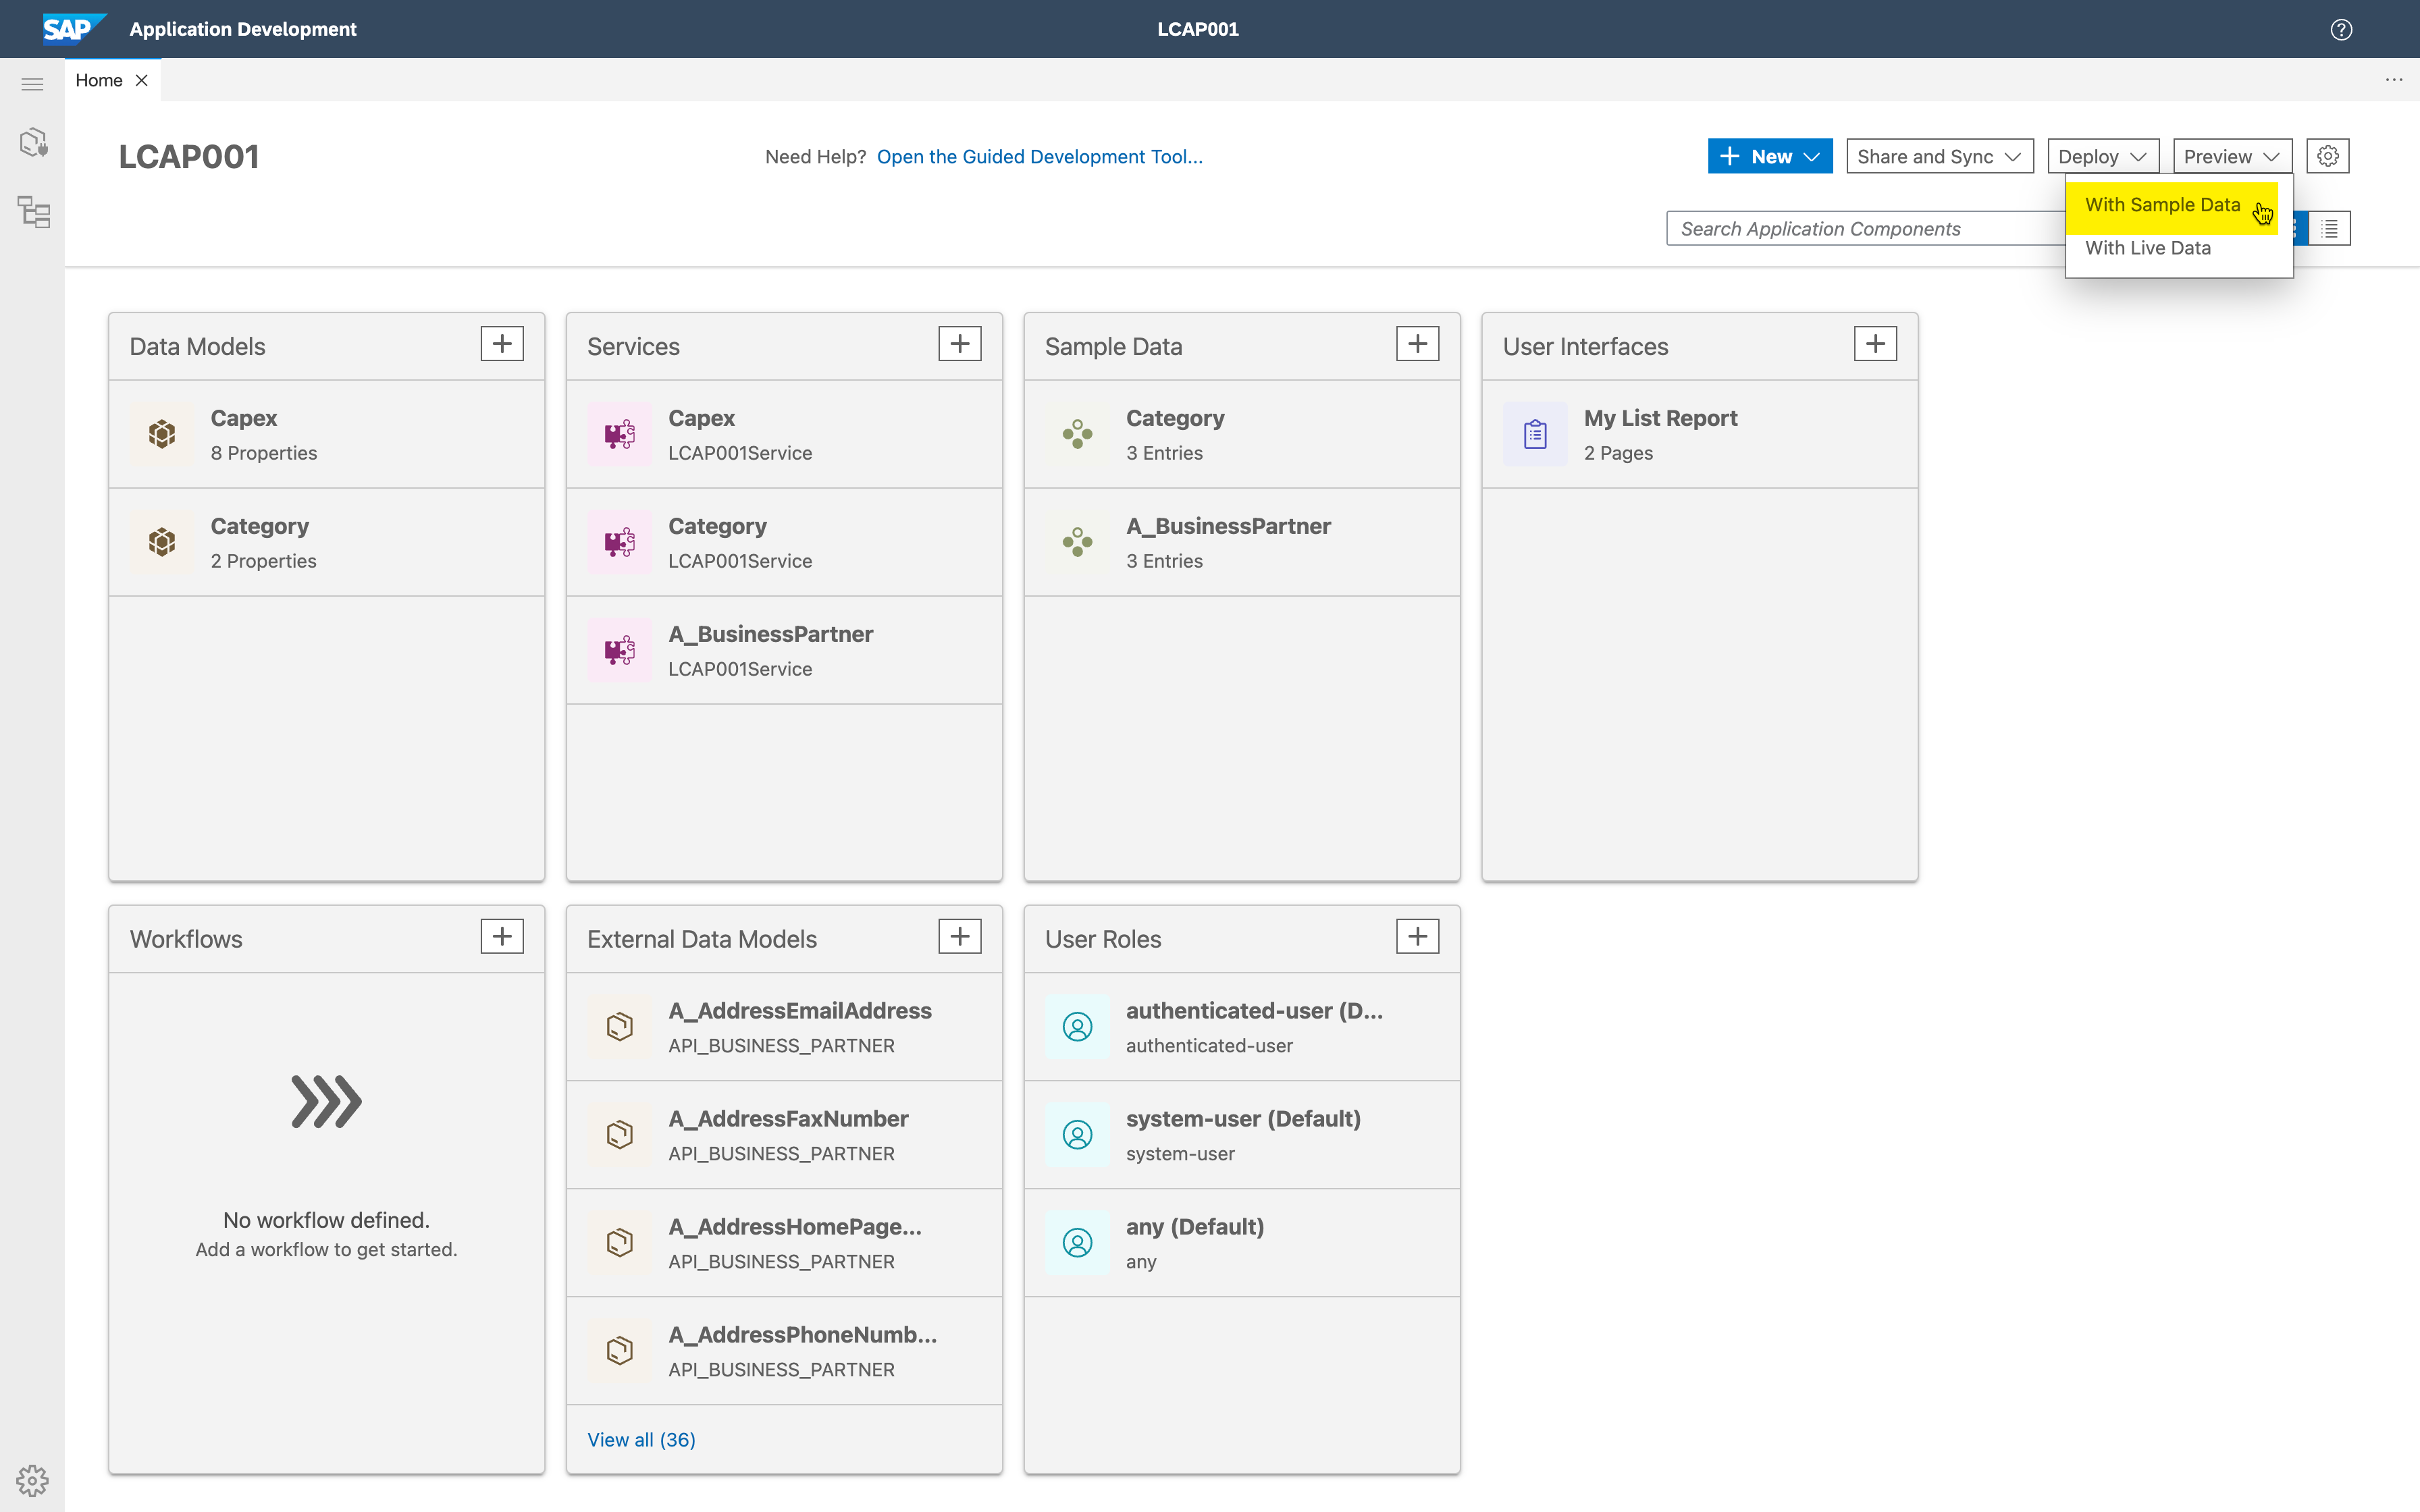 SAP Application Development LCAP001
Home
LCAP001
Need Help? Open the Guided Development Tool...
New
Share and Sync
Deploy
Preview
With Sample Data
With Live Data
Search Application Components
Data Models
Capex
8 Properties
Category
2 Properties
Services
Capex
LCAP001Service
Category
LCAP001Service
A_BusinessPartner
LCAP001Service
Sample Data
Category
3 Entries
A_BusinessPartner
3 Entries
User Interfaces
My List Report
2 Pages
Workflows
No workflow defined.
Add a workflow to get started.
External Data Models
A_AddressEmailAddress
API_BUSINESS_PARTNER
A_AddressFaxNumber
API_BUSINESS_PARTNER
A_AddressHomePage...
API_BUSINESS_PARTNER
A_AddressPhoneNumb...
API_BUSINESS_PARTNER
View all (36)
User Roles
authenticated-user (D...
authenticated-user
system-user (Default)
system-user
any (Default)
any